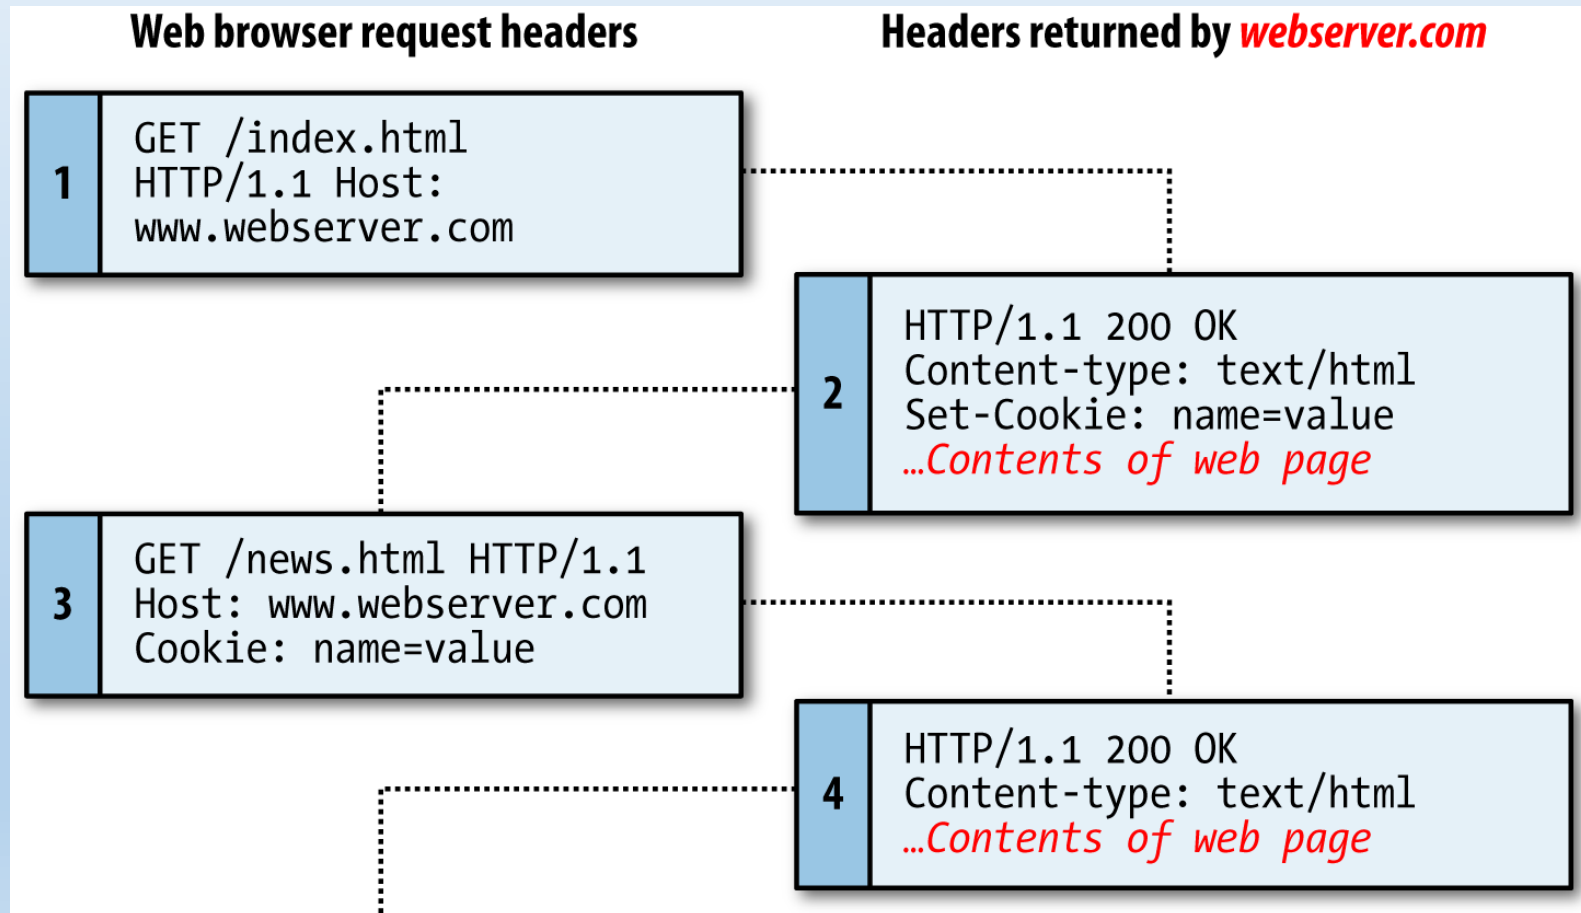 Web browser request headers
Headers returned by webserver.com
1
GET /index.html
HTTP/1.1 Host:
www.webserver.com
2
HTTP/1.1 200 OK
Content-type: text/html
Set-Cookie: name=value
…Contents of web page
3
GET /news.html HTTP/1.1
Host: www.webserver.com
Cookie: name=value
4
HTTP/1.1 200 OK
Content-type: text/html
…Contents of web page